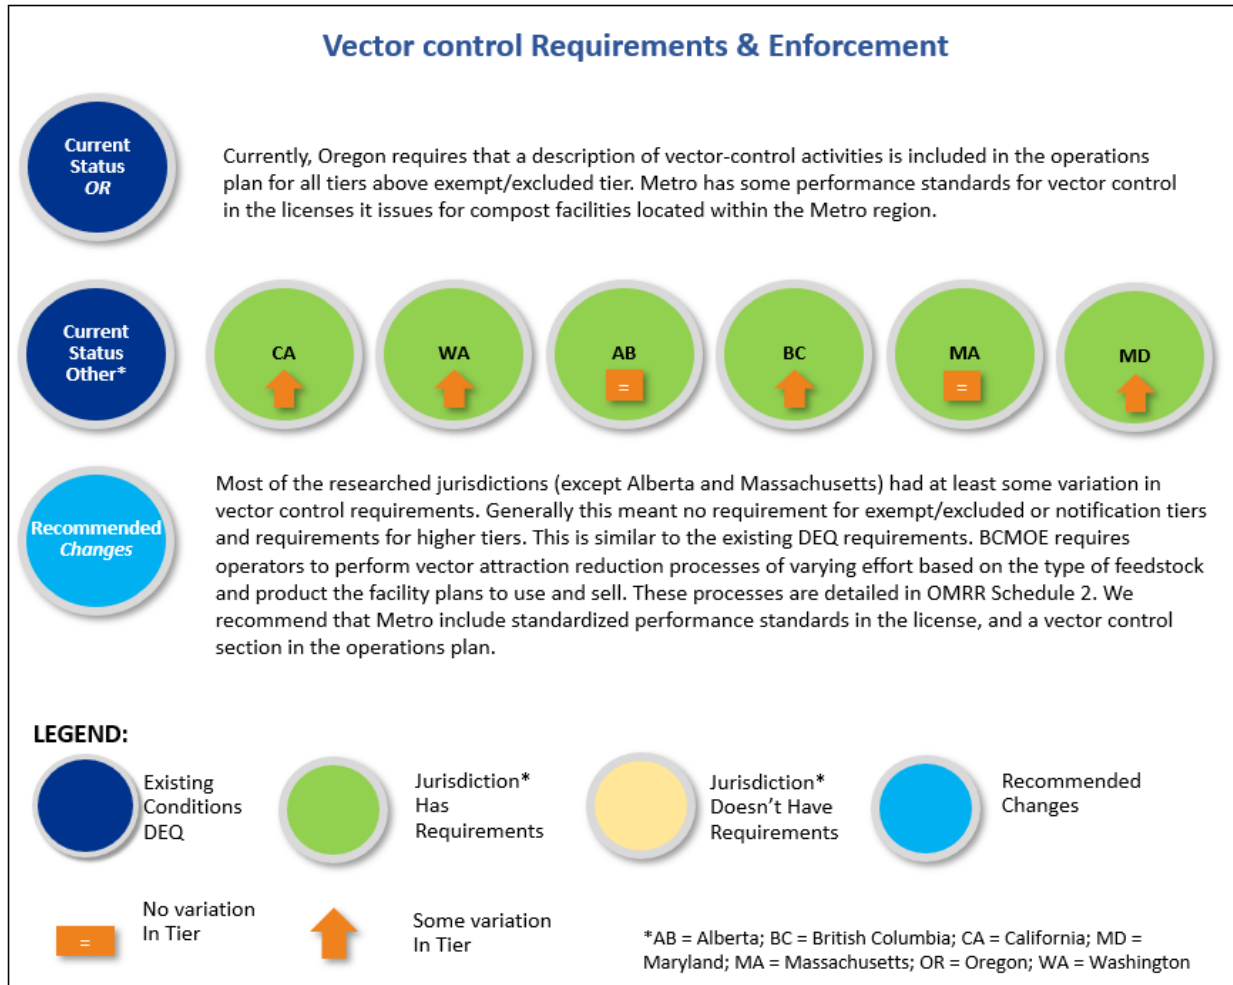 Vector control Requirements & Enforcement
Current
Status
OR
Currently, Oregon requires that a description of vector-control activities is included in the operations
plan for all tiers above exempt/excluded tier. Metro has some performance standards for vector control
in the licenses it issues for compost facilities located within the Metro region.
Current
Status
Other*
CA
WA
AB
=
BC
MA
=
MD
Recommended
Changes
Most of the researched jurisdictions (except Alberta and Massachusetts) had at least some variation in
vector control requirements. Generally this meant no requirement for exempt/excluded or notification tiers
and requirements for higher tiers. This is similar to the existing DEQ requirements. BCMOE requires
operators to perform vector attraction reduction processes of varying effort based on the type of feedstock
and product the facility plans to use and sell. These processes are detailed in OMRR Schedule 2. We
recommend that Metro include standardized performance standards in the license, and a vector control
section in the operations plan.
LEGEND:
Existing
Conditions
DEQ
Jurisdiction*
Has
Requirements
Jurisdiction*
Doesn't Have
Requirements
Recommended
Changes
=
No variation
In Tier
Some variation
In Tier
*AB = Alberta; BC = British Columbia; CA = California; MD =
Maryland; MA = Massachusetts; OR = Oregon; WA = Washington